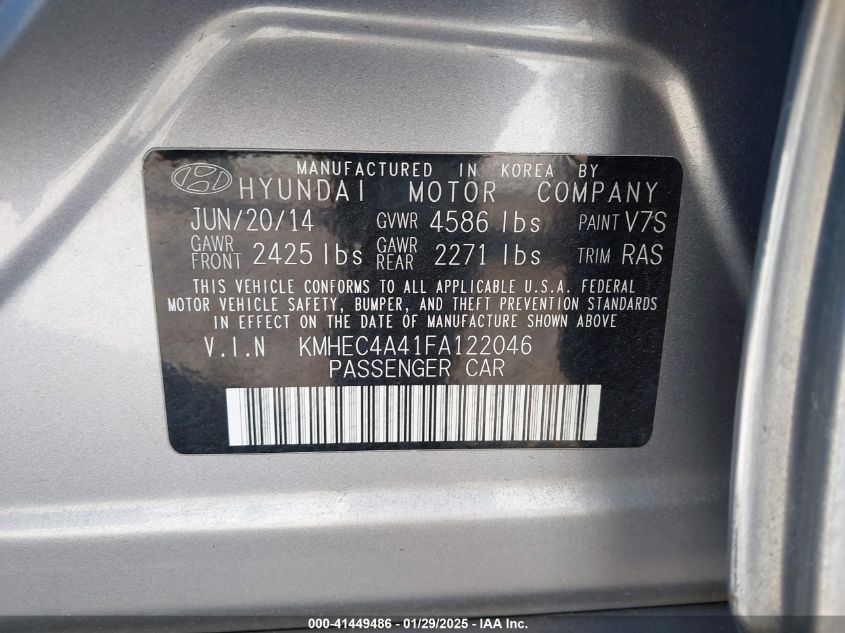 MANUFACTURED IN KOREA BY
HYUNDAI MOTOR COMPANY
JUN/20/14 GVWR 4586 lbs PAINT V7S
GAWR FRONT 2425 lbs GAWR REAR 2271 lbs TRIM RAS
THIS VEHICLE CONFORMS TO ALL APPLICABLE U.S.A. FEDERAL
MOTOR VEHICLE SAFETY, BUMPER, AND THEFT PREVENTION STANDARDS
IN EFFECT ON THE DATE OF MANUFACTURE SHOWN ABOVE
V.I.N KMHEC4A41FA122046
PASSENGER CAR
000-41449486 - 01/29/2025 - IAA Inc.